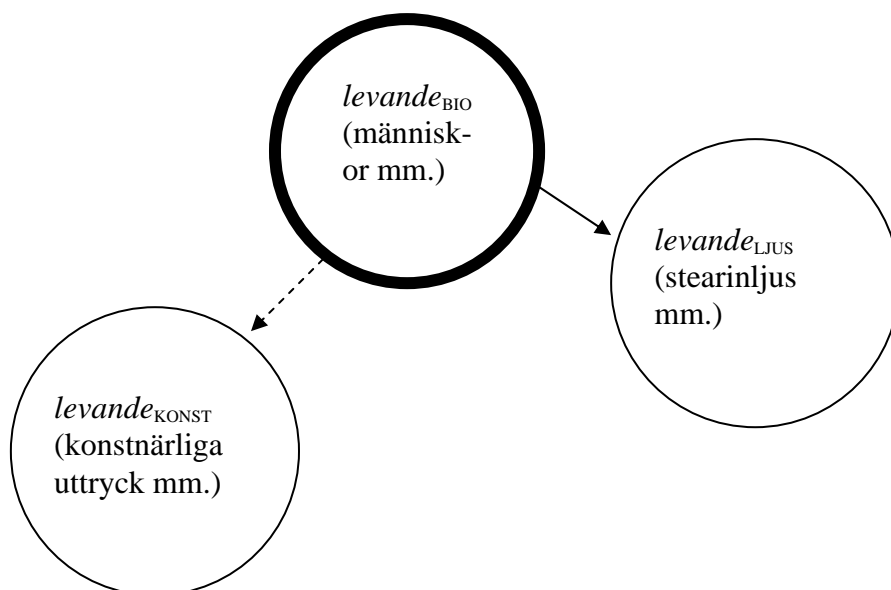 levandeBIO
(människ-
or mm.)
levandeLJUS
(stearinljus
mm.)
levandeKONST
(konstnärliga
uttryck mm.)